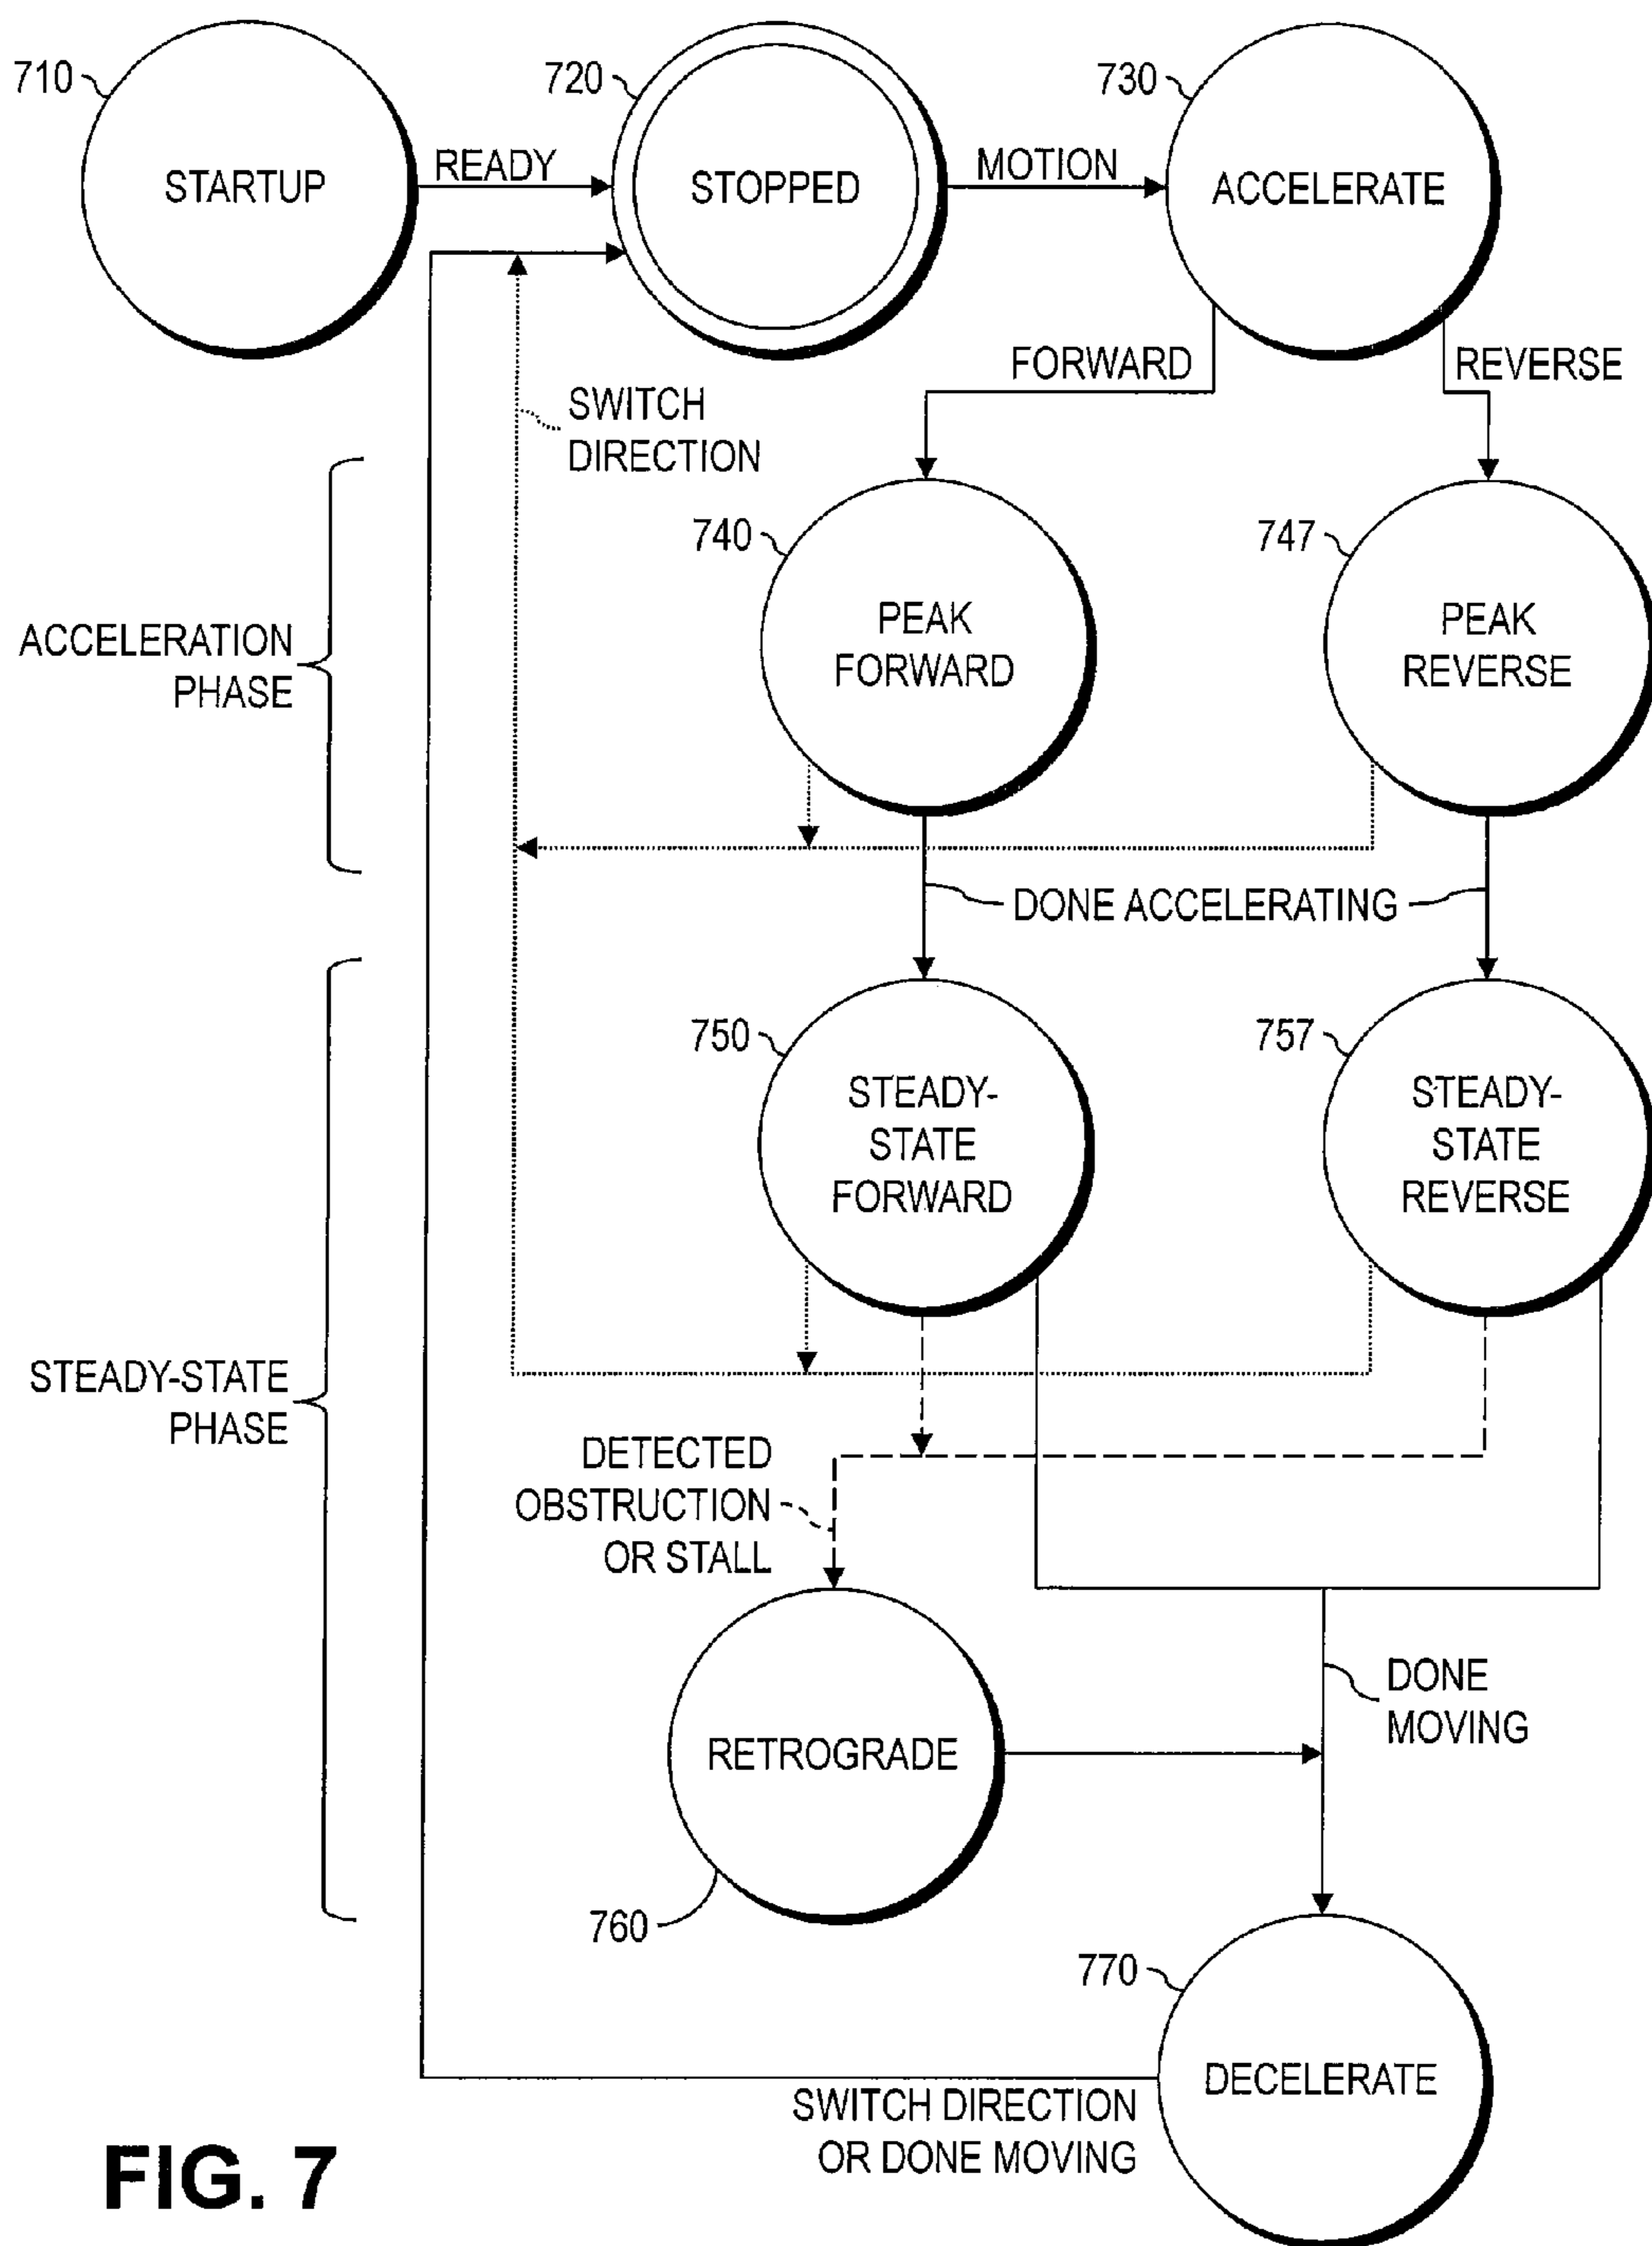 710
720
730
STARTUP
READY
STOPPED
MOTION
ACCELERATE
FORWARD
REVERSE
SWITCH
DIRECTION
740
747
ACCELERATION
PHASE
PEAK
FORWARD
PEAK
REVERSE
DONE ACCELERATING
750
757
STEADY-
STATE
FORWARD
STEADY-
STATE
REVERSE
STEADY-STATE
PHASE
DETECTED
OBSTRUCTION
OR STALL
DONE
MOVING
RETROGRADE
760
770
DECELERATE
SWITCH DIRECTION
OR DONE MOVING
FIG. 7